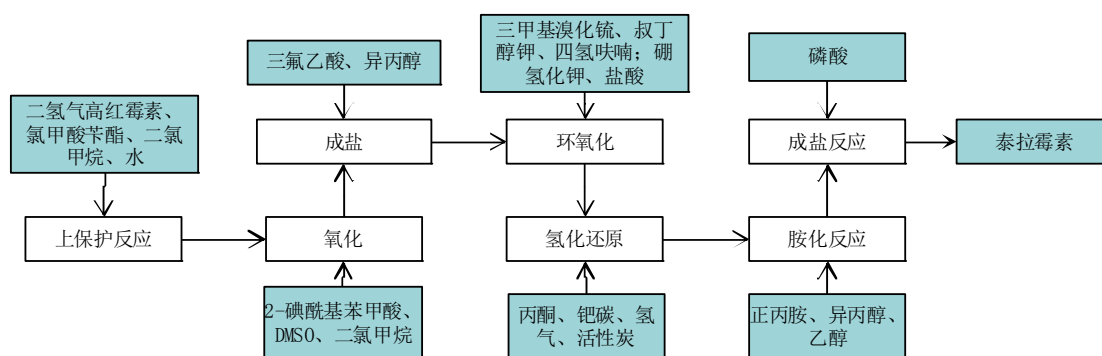 二氢气高红霉素、
氯甲酸苄酯、二氯
甲烷、水
上保护反应
三氟乙酸、异丙醇
成盐
氧化
2-碘酰基苯甲酸、
DMSO、二氯甲烷
三甲基溴化锍、叔丁
醇钾、四氢呋喃；硼
氢化钾、盐酸
环氧化
氢化还原
丙酮、钯碳、氢
气、活性炭
磷酸
成盐反应
胺化反应
正丙胺、异丙醇、
乙醇
泰拉霉素